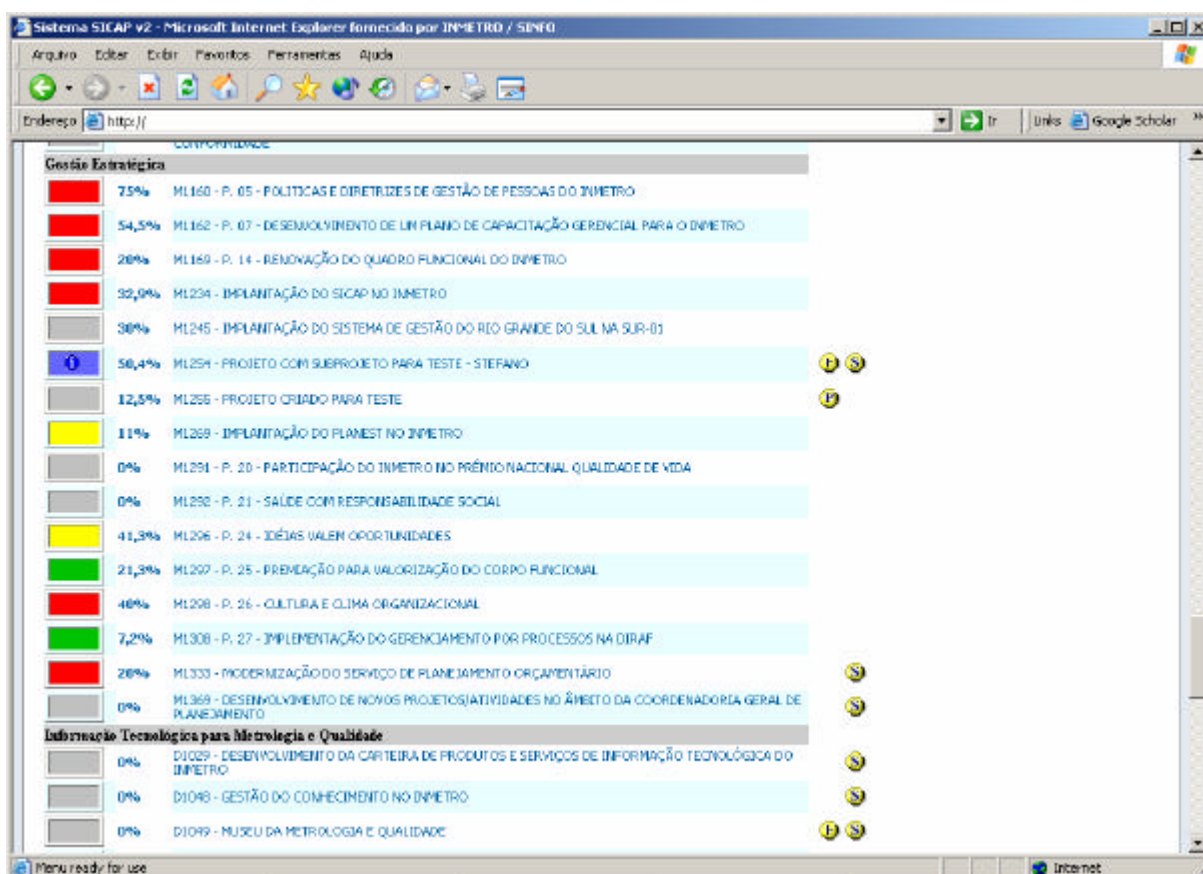 Sistema SICAP v2 - Microsoft Internet Explorer fornecido por INMETRO / SINFO
Arquivo Editar Exibir Favoritos Ferramentas Ajuda
Endereço http:// Ir Links Google Scholar »
CONFORMIDADE
Gestão Estratégica
75% M1160 - P. 05 - POLITICAS E DIRETRIZES DE GESTÃO DE PESSOAS DO INMETRO
54,5% M1162 - P. 07 - DESENVOLVIMENTO DE UM PLANO DE CAPACITAÇÃO GERENCIAL PARA O INMETRO
20% M1169 - P. 14 - RENOVAÇÃO DO QUADRO FUNCIONAL DO INMETRO
32,9% M1234 - IMPLANTAÇÃO DO SICAP NO INMETRO
30% M1245 - IMPLANTAÇÃO DO SISTEMA DE GESTÃO DO RIO GRANDE DO SUL NA SUR-01
i 50,4% M1254 - PROJETO COM SUBPROJETO PARA TESTE - STEFANO S
12,5% M1255 - PROJETO CRIADO PARA TESTE P
11% M1269 - IMPLANTAÇÃO DO PLANEST NO INMETRO
0% M1291 - P. 20 - PARTICIPAÇÃO DO INMETRO NO PRÊMIO NACIONAL QUALIDADE DE VIDA
0% M1292 - P. 21 - SAÚDE COM RESPONSABILIDADE SOCIAL
41,3% M1296 - P. 24 - IDÉIAS VALEM OPORTUNIDADES
21,3% M1297 - P. 25 - PREMIAÇÃO PARA VALORIZAÇÃO DO CORPO FUNCIONAL
40% M1298 - P. 26 - CULTURA E CLIMA ORGANIZACIONAL
7,2% M1308 - P. 27 - IMPLEMENTAÇÃO DO GERENCIAMENTO POR PROCESSOS NA DIRAF
20% M1333 - MODERNIZAÇÃO DO SERVIÇO DE PLANEJAMENTO ORÇAMENTÁRIO S
0% M1369 - DESENVOLVIMENTO DE NOVOS PROJETOS/ATIVIDADES NO ÂMBITO DA COORDENADORIA GERAL DE
PLANEJAMENTO S
Informação Tecnológica para Metrologia e Qualidade
0% D1029 - DESENVOLVIMENTO DA CARTEIRA DE PRODUTOS E SERVIÇOS DE INFORMAÇÃO TECNOLÓGICA DO
INMETRO S
0% D1048 - GESTÃO DO CONHECIMENTO NO INMETRO S
0% D1049 - MUSEU DA METROLOGIA E QUALIDADE S
Menu ready for use Internet